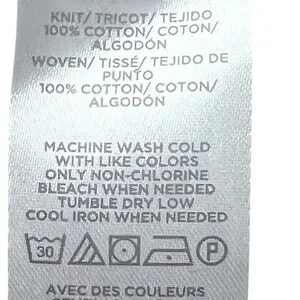 KNIT/ TRICOT/ TEJIDO
100% COTTON/ COTON/
ALGODÓN
WOVEN/ TISSÉ/ TEJIDO DE
PUNTO
100% COTTON/ COTON/
ALGODÓN
MACHINE WASH COLD
WITH LIKE COLORS
ONLY NON-CHLORINE
BLEACH WHEN NEEDED
TUMBLE DRY LOW
COOL IRON WHEN NEEDED
30 P
AVEC DES COULEURS